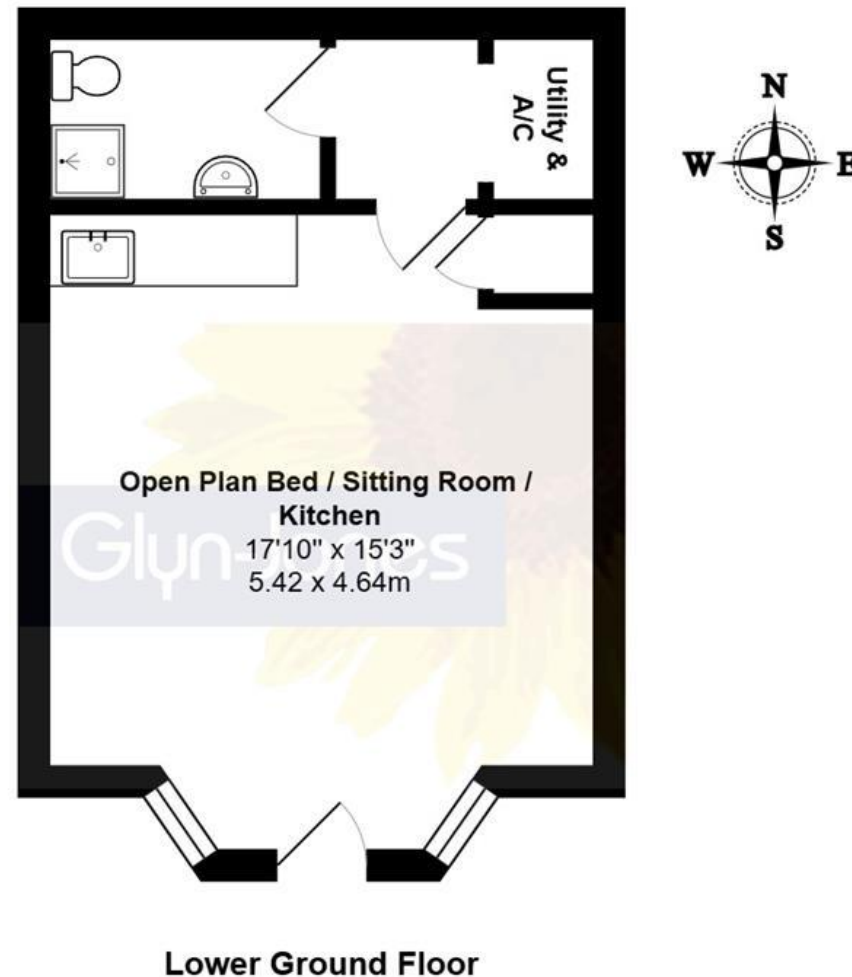 Utility &
A/C
N
W
E
S
Open Plan Bed / Sitting Room /
Kitchen
17'10" x 15'3"
5.42 x 4.64m
Glyn-Jones
Lower Ground Floor